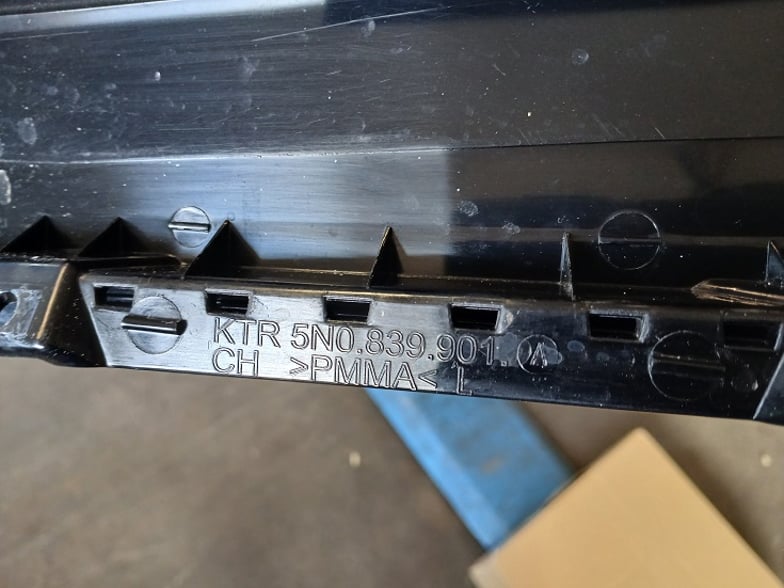 KTR 5N0.839.901
CH >PMMA< L